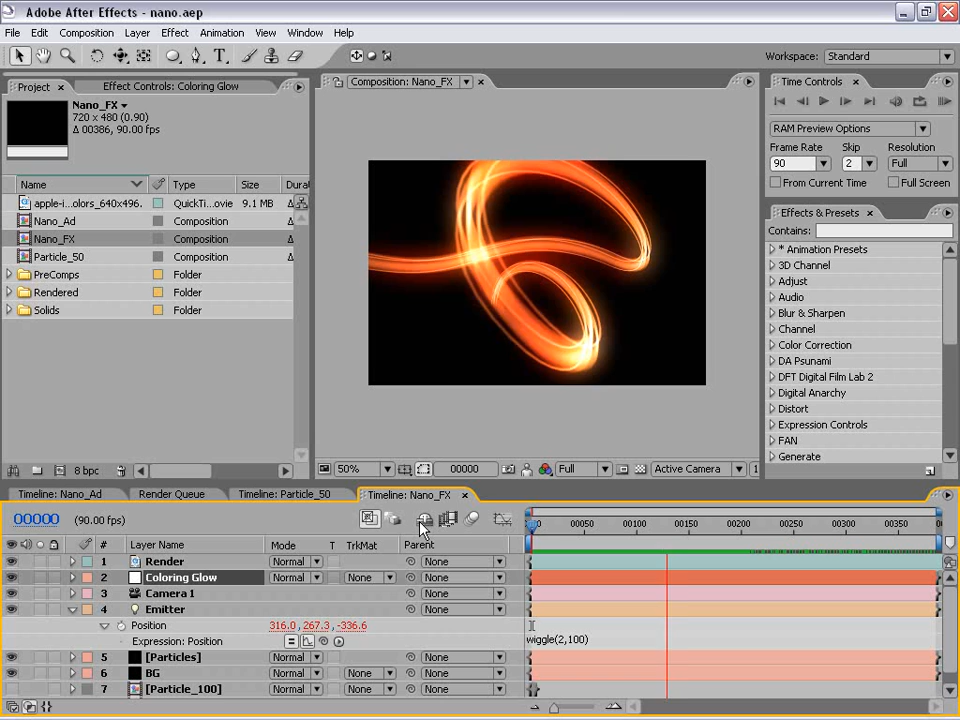 Adobe After Effects - nano.aep
File Edit Composition Layer Effect Animation View Window Help
Workspace: Standard
Project Effect Controls: Coloring Glow
Nano_FX
720 x 480 (0.90)
Δ 00386, 90.00 fps)
Name Type Size Dura
apple-i...olors_640x496. QuickTi...ovie 9.1 MB Δ
Nano_Ad Composition Δ
Nano_FX Composition Δ
Particle_50 Composition Δ
PreComps Folder
Rendered Folder
Solids Folder
8 bpc
Composition: Nano_FX
50% 00000 Full Active Camera 1
Time Controls
RAM Preview Options
Frame Rate Skip Resolution
90 2 Full
From Current Time Full Screen
Effects & Presets
Contains:
* Animation Presets
3D Channel
Adjust
Audio
Blur & Sharpen
Channel
Color Correction
DA Psunami
DFT Digital Film Lab 2
Digital Anarchy
Distort
Expression Controls
FAN
Generate
Timeline: Nano_Ad Render Queue Timeline: Particle_50 Timeline: Nano_FX
00000 (90.00 fps)
00050 00100 00150 00200 00250 00300 00350
# Layer Name Mode T TrkMat Parent
1 Render Normal None
2 Coloring Glow Normal None None
3 Camera 1 None
4 Emitter None
Position 316.0, 267.3, -336.6
Expression: Position wiggle(2,100)
5 [Particles] Normal None None
6 BG Normal None None
7 [Particle_100] Normal None None